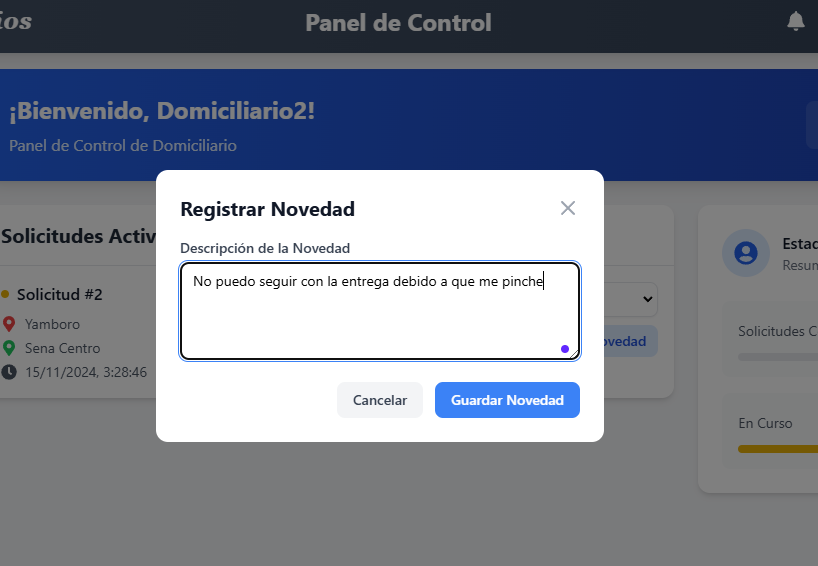 ios
Panel de Control
¡Bienvenido, Domiciliario2!
Panel de Control de Domiciliario
Registrar Novedad
Descripción de la Novedad
No puedo seguir con la entrega debido a que me pinche
Cancelar
Guardar Novedad
Solicitudes Activ
Solicitud #2
Yamboro
Sena Centro
15/11/2024, 3:28:46
ovedad
Estad
Resum
Solicitudes C
En Curso